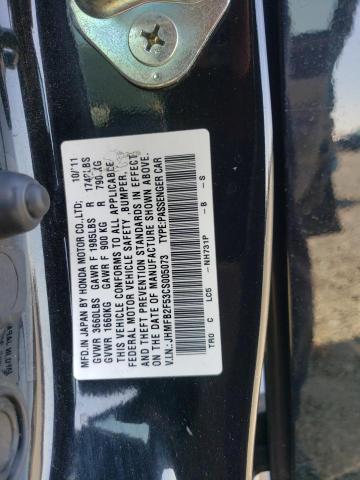 MFD.IN JAPAN BY HONDA MOTOR CO.,LTD: 10/11
GVWR 3660LBS GAWR F 1985LBS R 1742LBS
GVWR 1660KG GAWR F 900 KG R 790 KG
THIS VEHICLE CONFORMS TO ALL APPLICABLE
FEDERAL MOTOR VEHICLE SAFETY ,BUMPER,
AND THEFT PREVENTION STANDARDS IN EFFECT
ON THE DATE OF MANUFACTURE SHOWN ABOVE.
V.I.N.:JHMFB2F53CS005073 TYPE:PASSENGER CAR
TRO C LC5 -NH731P -B -S